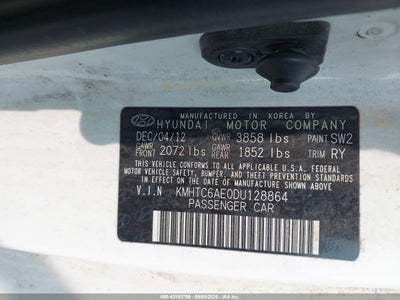 MANUFACTURED IN KOREA BY
HYUNDAI MOTOR COMPANY
DEC/04/12 GVWR 3858 lbs PAINT SW2
GAWR FRONT 2072 lbs GAWR REAR 1852 lbs TRIM RY
THIS VEHICLE CONFORMS TO ALL APPLICABLE U.S. FEDERAL
MOTOR VEHICLE SAFETY, BUMPER, AND THEFT PREVENTION
STANDARDS IN EFFECT ON THE DATE OF MANUFACTURE
SHOWN ABOVE.
V.I.N KMHTC6AE0DU128864
PASSENGER CAR